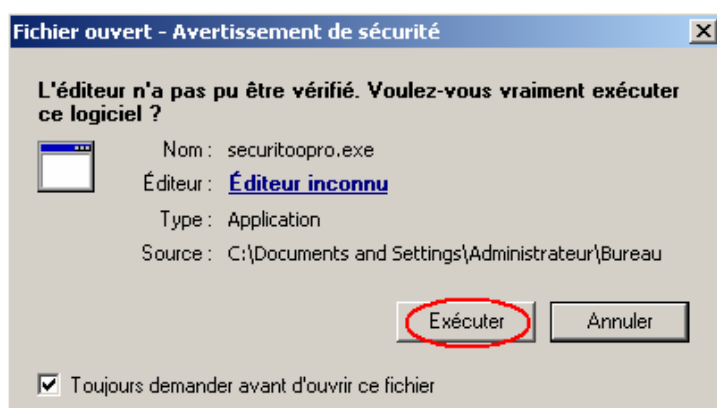 Fichier ouvert - Avertissement de sécurité
L'éditeur n'a pas pu être vérifié. Voulez-vous vraiment exécuter
ce logiciel ?
Nom : securitoopro.exe
Éditeur : Éditeur inconnu
Type : Application
Source : C:\Documents and Settings\Administrateur\Bureau
Exécuter Annuler
Toujours demander avant d'ouvrir ce fichier